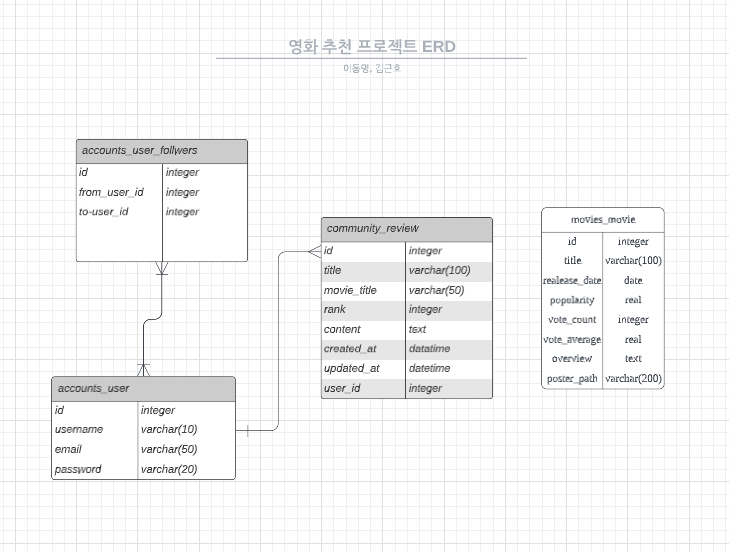 영화 추천 프로젝트 ERD
이동명, 김근호
accounts_user_follwers
id integer
from_user_id integer
to-user_id integer
community_review
id integer
title varchar(100)
movie_title varchar(50)
rank integer
content text
created_at datatime
updated_at datetime
user_id integer
movies_movie
id integer
title varchar(100)
realease_date date
popularity real
vote_count integer
vote_average real
overview text
poster_path varchar(200)
accounts_user
id integer
username varchar(10)
email varchar(50)
password varchar(20)